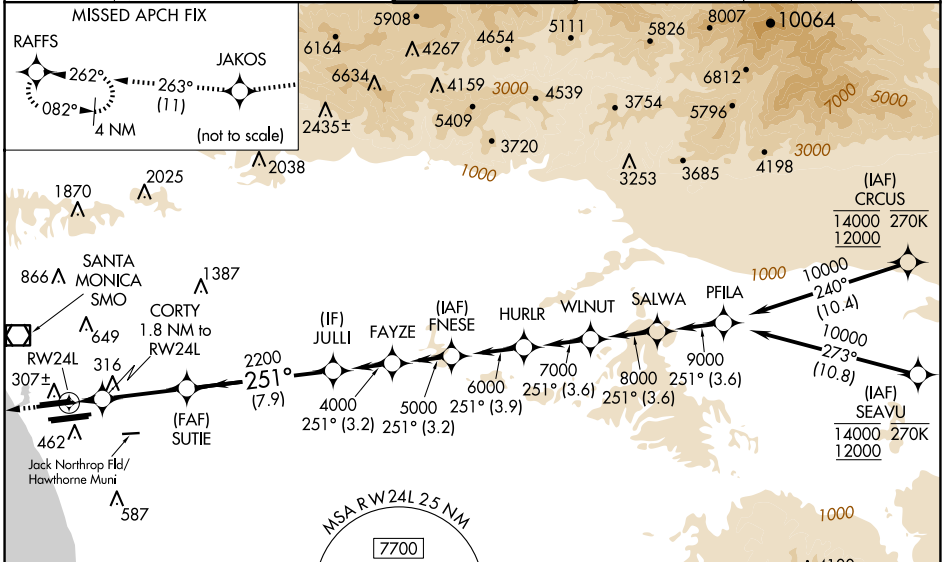 MISSED APCH FIX
RAFFS
JAKOS
262°
263°
(11)
082°
4 NM
(not to scale)
5908
6164
4267
4654
5111
5826
8007
10064
6634
4159
3000
4539
3754
6812
5796
7000
5000
2435±
5409
3720
2038
1000
3253
3685
4198
3000
2025
1870
(IAF)
CRCUS
14000 270K
12000
866
SANTA
MONICA
SMO
1387
1000
10000
240°
(10.4)
CORTY
1.8 NM to
RW24L
649
(IF)
JULLI
FAYZE
(IAF)
FNESE
HURLR
WLNUT
SALWA
PFILA
RW24L
316
307±
2200
251°
(7.9)
4000
251° (3.2)
5000
251° (3.2)
6000
251° (3.9)
7000
251° (3.6)
8000
251° (3.6)
9000
251° (3.6)
10000
273°
(10.8)
(FAF)
SUTIE
(IAF)
SEAVU
14000 270K
12000
462
Jack Northrop Fld/
Hawthorne Muni
587
MSA RW24L 25 NM
7700
1000